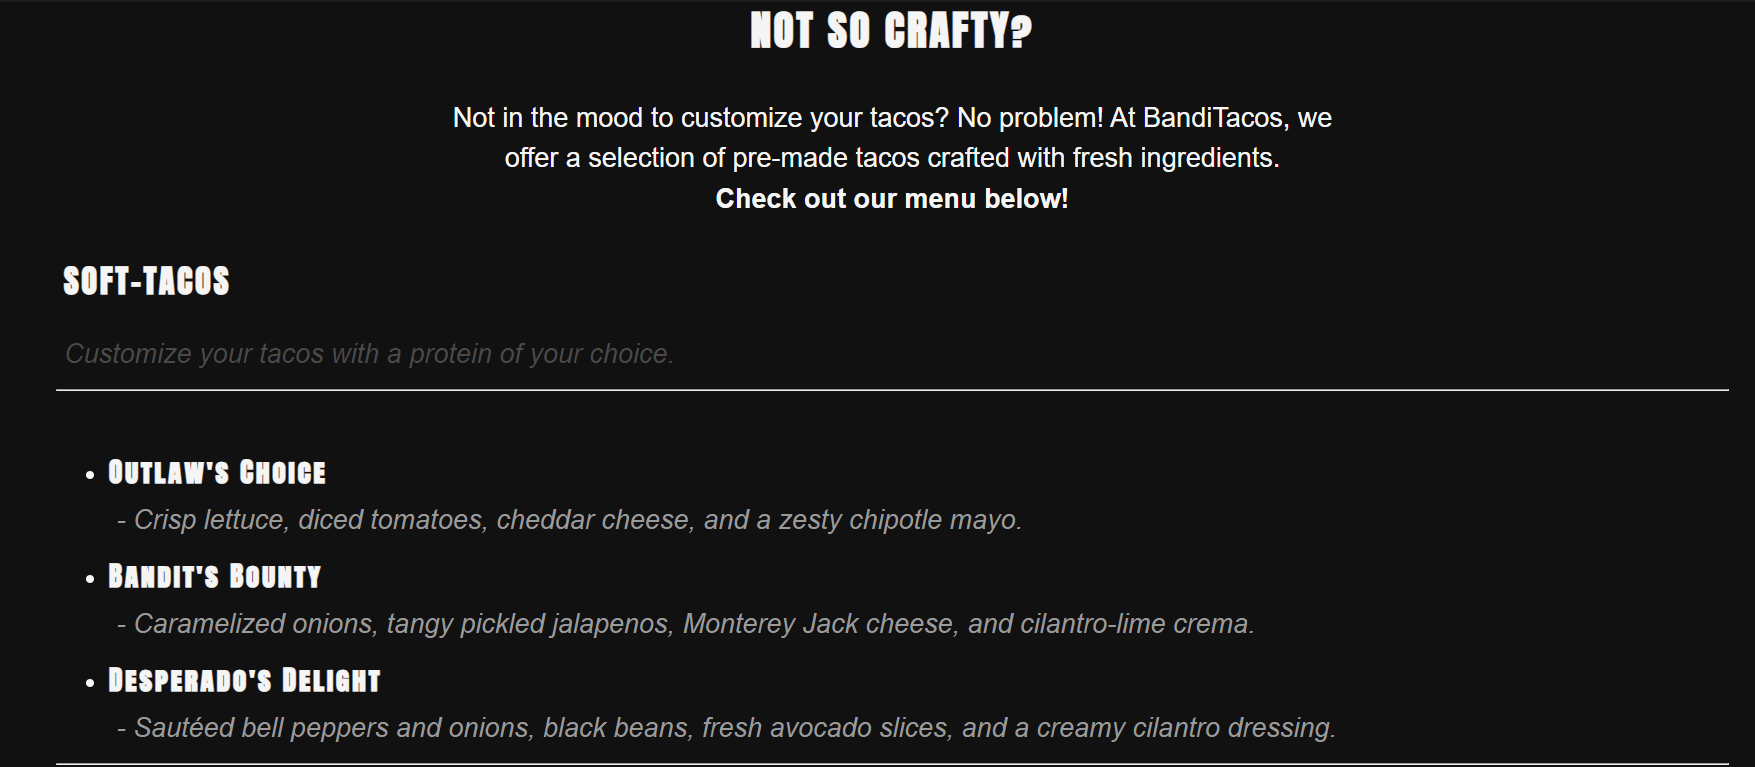 NOT SO CRAFTY?
Not in the mood to customize your tacos? No problem! At BandiTacos, we
offer a selection of pre-made tacos crafted with fresh ingredients.
Check out our menu below!
SOFT-TACOS
Customize your tacos with a protein of your choice.
• Outlaw's Choice
- Crisp lettuce, diced tomatoes, cheddar cheese, and a zesty chipotle mayo.
• Bandit's Bounty
- Caramelized onions, tangy pickled jalapenos, Monterey Jack cheese, and cilantro-lime crema.
• Desperado's Delight
- Sautéed bell peppers and onions, black beans, fresh avocado slices, and a creamy cilantro dressing.